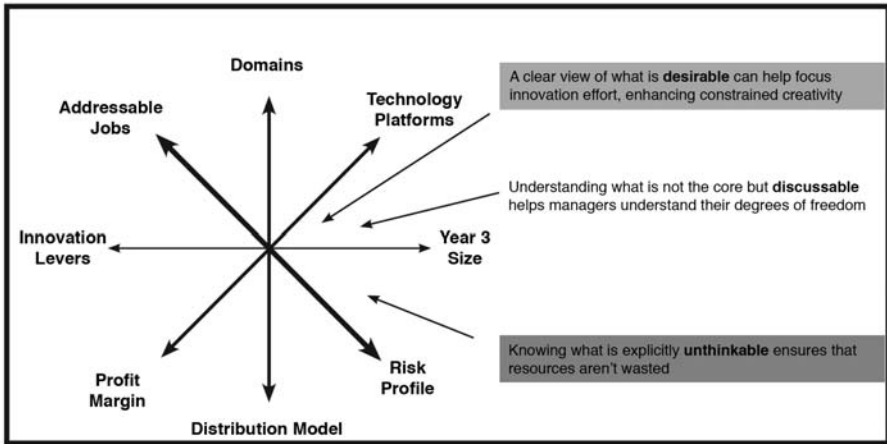 Domains
Addressable
Jobs
Technology
Platforms
Innovation
Levers
Year 3
Size
Profit
Margin
Risk
Profile
Distribution Model
A clear view of what is desirable can help focus
innovation effort, enhancing constrained creativity
Understanding what is not the core but discussable
helps managers understand their degrees of freedom
Knowing what is explicitly unthinkable ensures that
resources aren't wasted